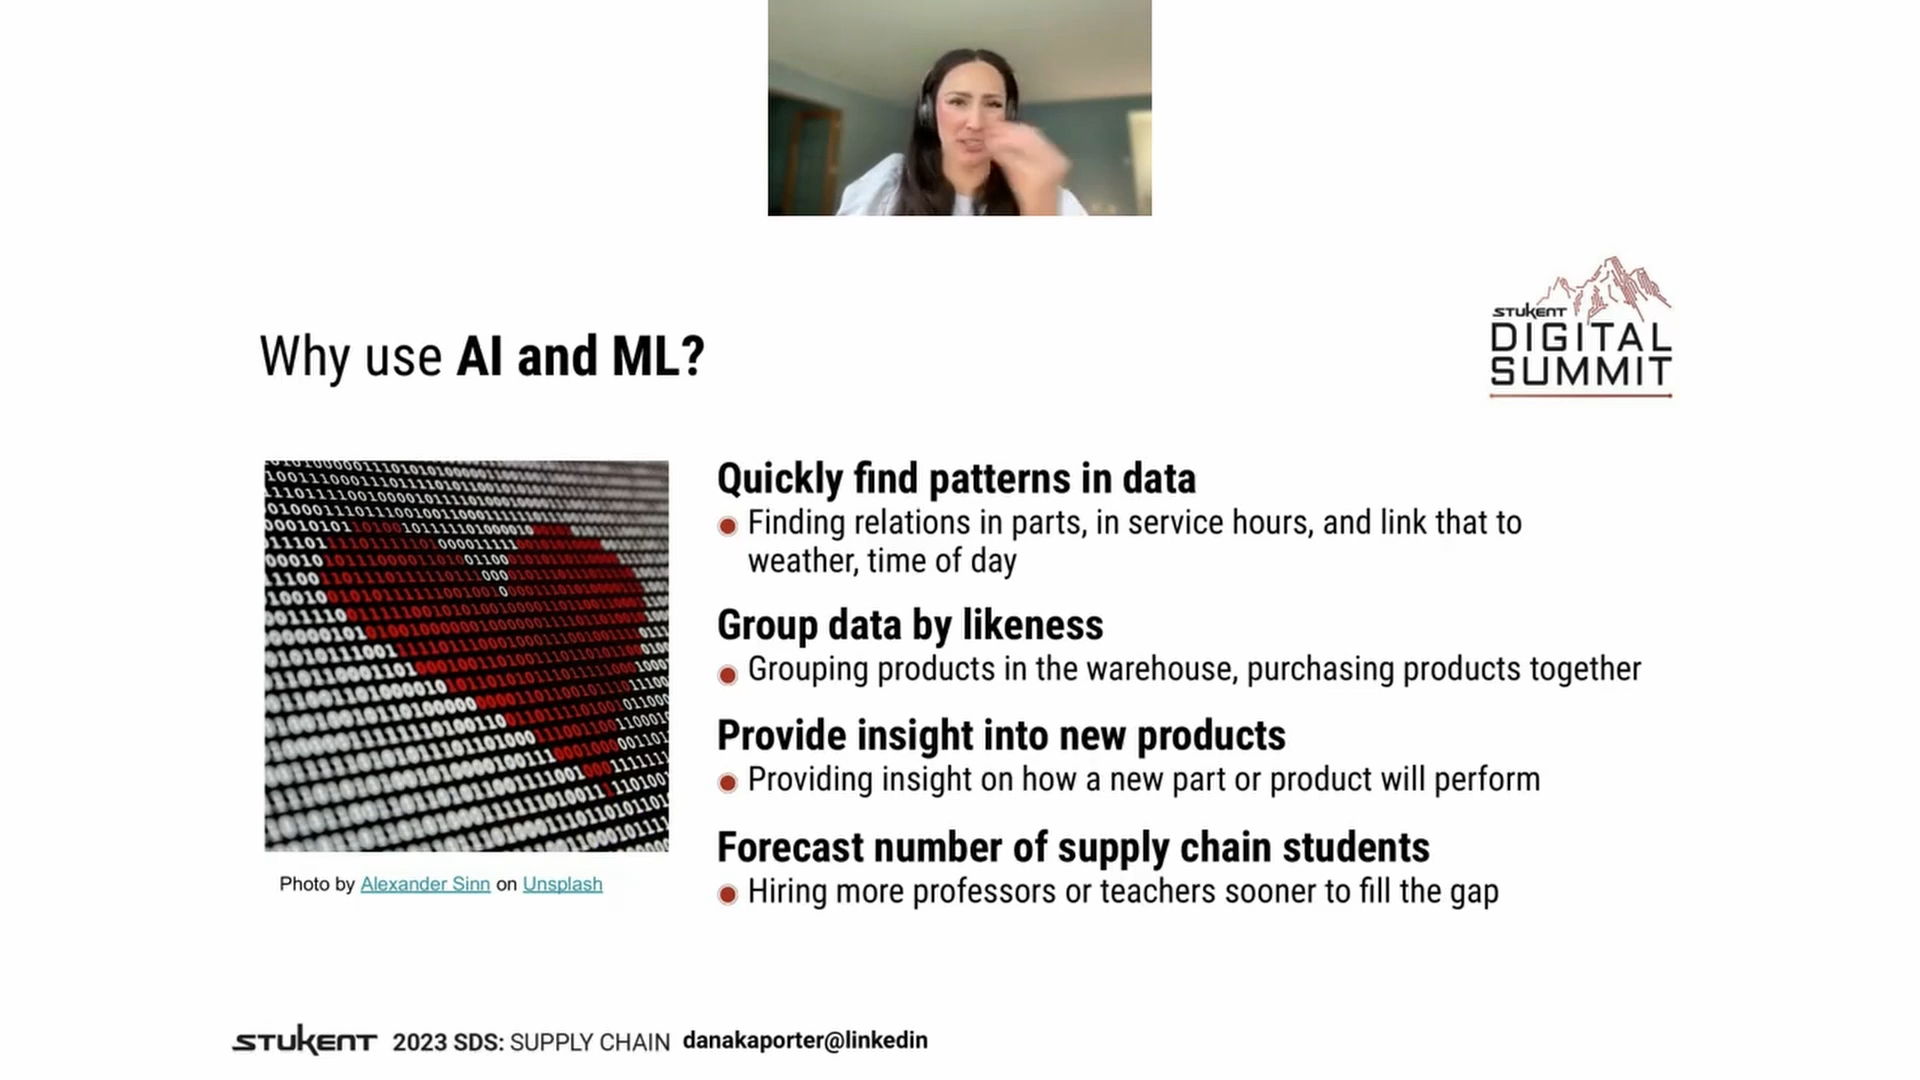 STUKENT
DIGITAL
SUMMIT
Why use AI and ML?
Quickly find patterns in data
Finding relations in parts, in service hours, and link that to
weather, time of day
Group data by likeness
Grouping products in the warehouse, purchasing products together
Provide insight into new products
Providing insight on how a new part or product will perform
Forecast number of supply chain students
Hiring more professors or teachers sooner to fill the gap
Photo by Alexander Sinn on Unsplash
STUKENT 2023 SDS: SUPPLY CHAIN danakaporter@linkedin